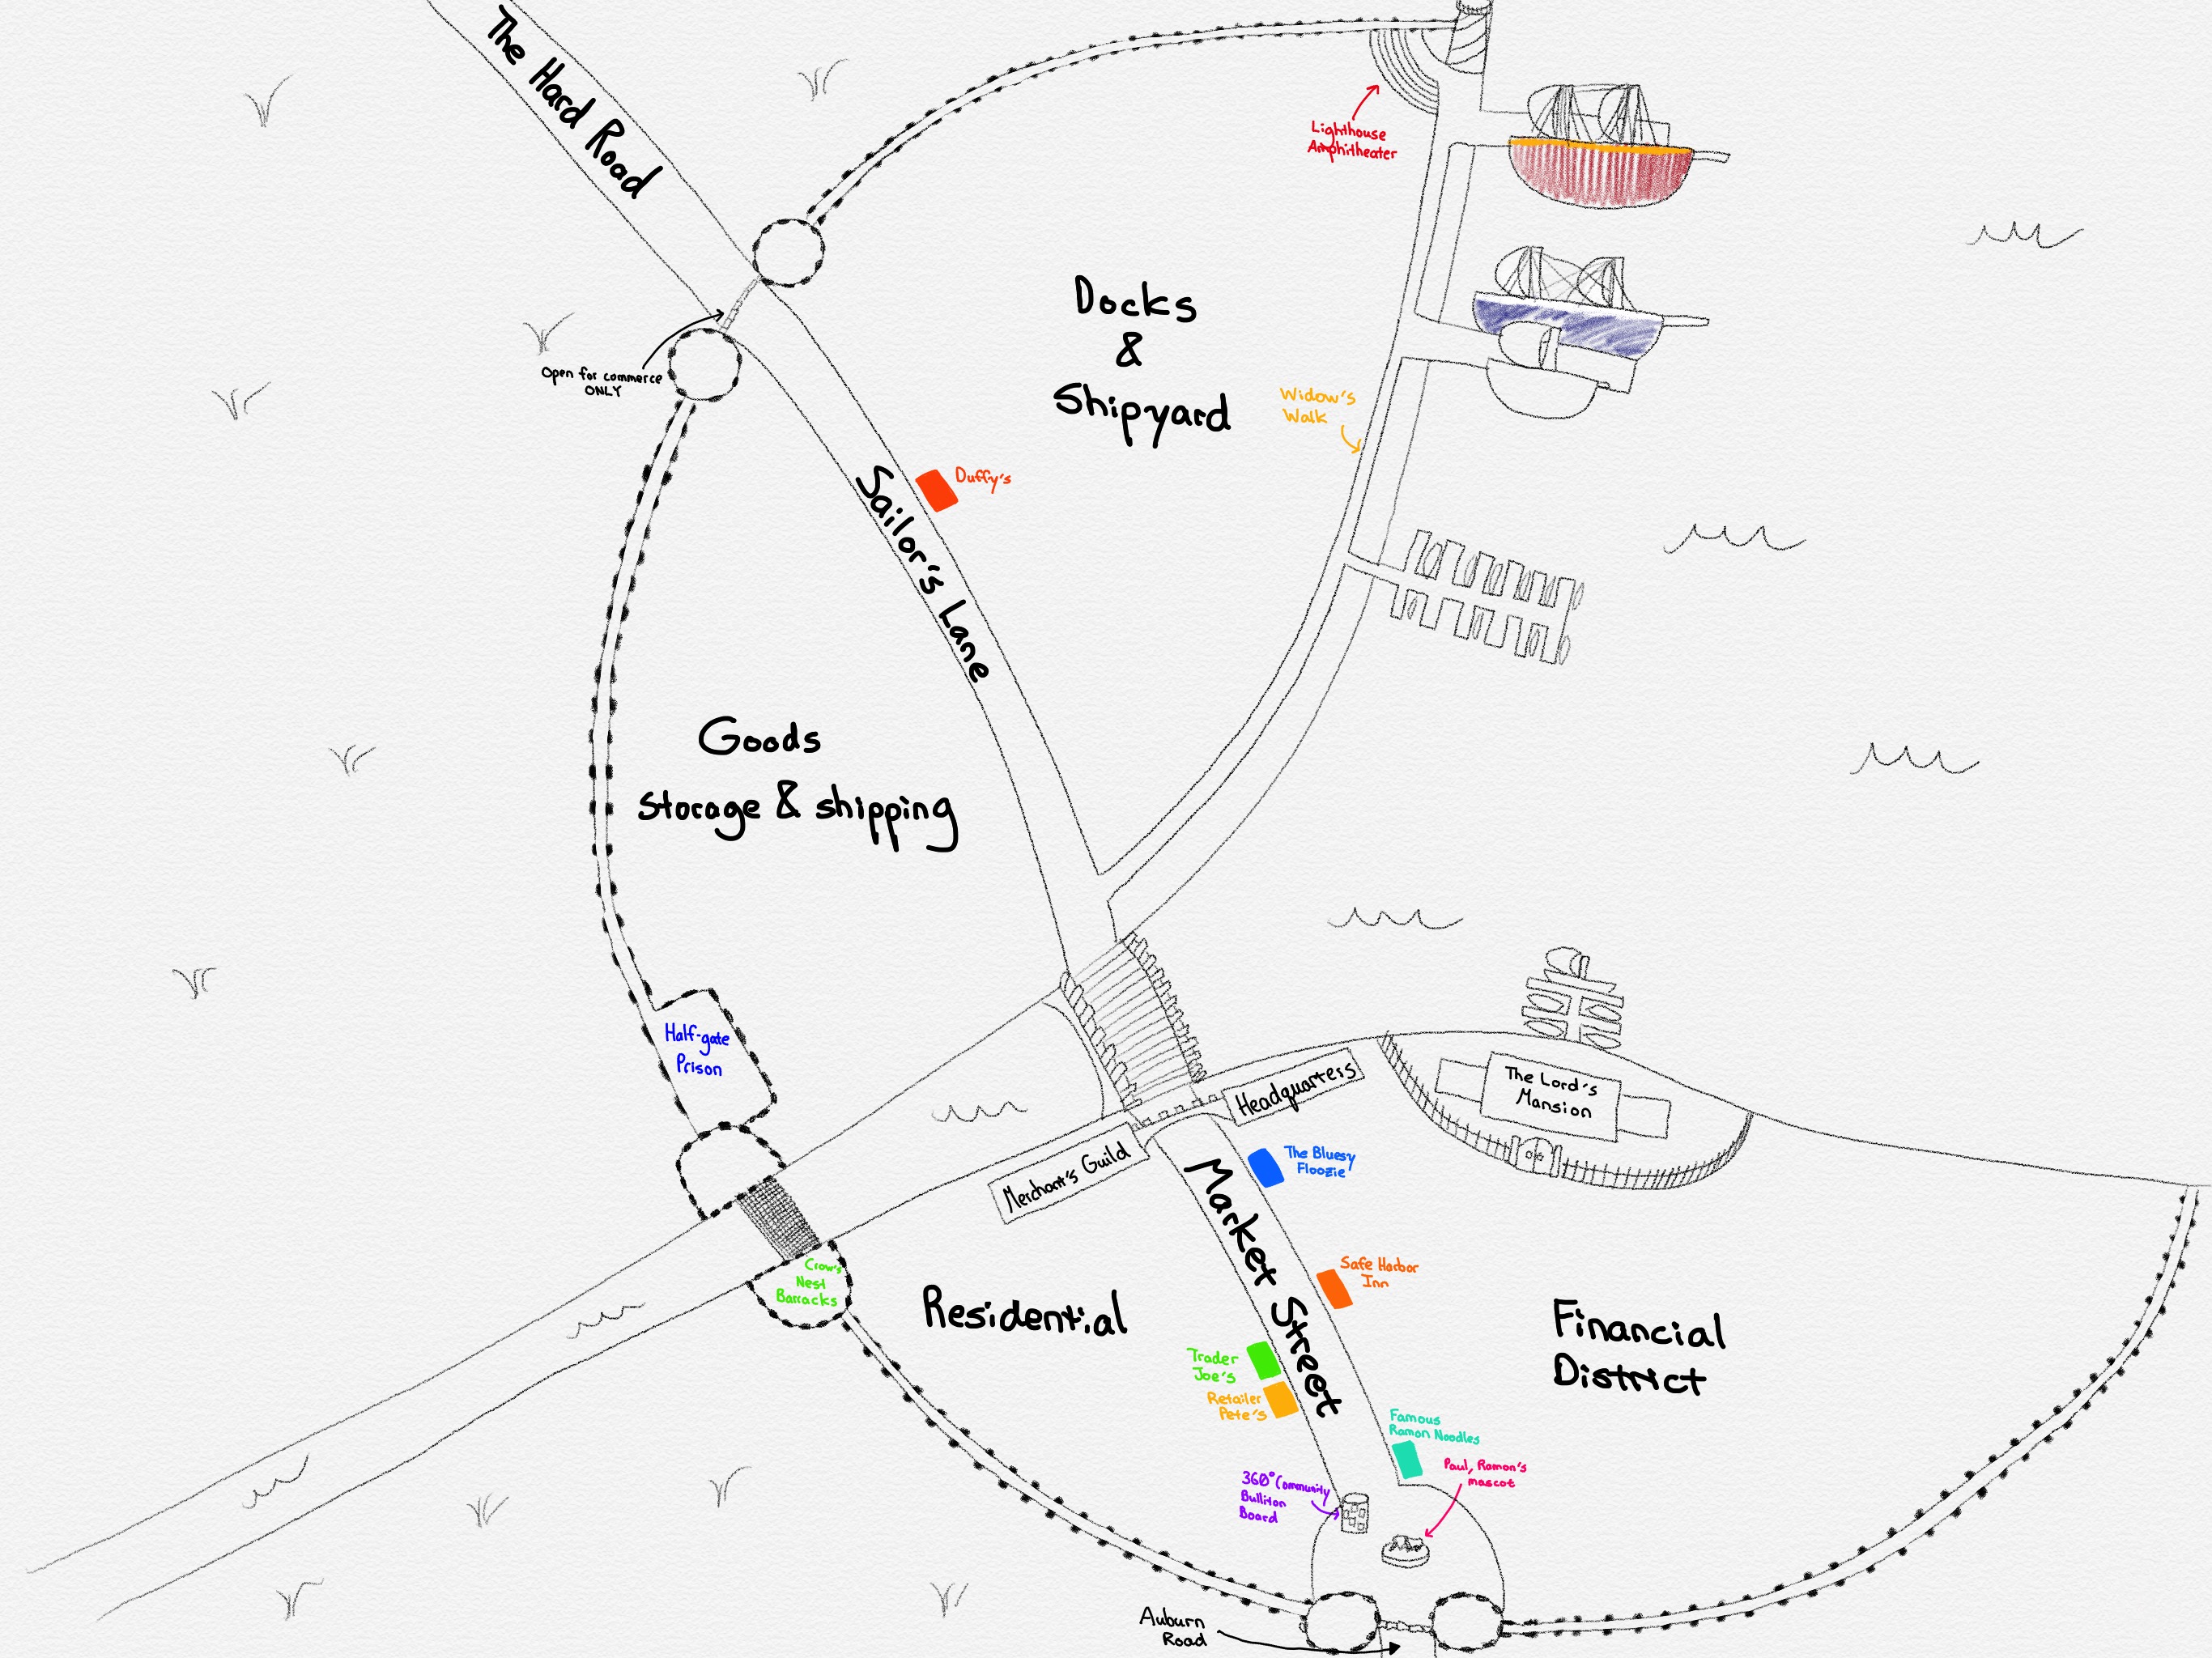 The Hard Road
Lighthouse
Amphitheater
Docks
&
Shipyard
Open for commerce
ONLY
Widow's
Walk
Duffy's
Sailor's Lane
Goods
Storage & shipping
Half-gate
Prison
The Lord's
Mansion
Headquarters
Merchant's Guild
The Bluesy
Floozie
Market Street
Crow's
Nest
Barracks
Safe Harbor
Inn
Residential
Financial
District
Trader
Joe's
Retailer
Pete's
Famous
Ramon Noodles
Paul, Ramon's
mascot
360° Community
Bulliton
Board
Auburn
Road